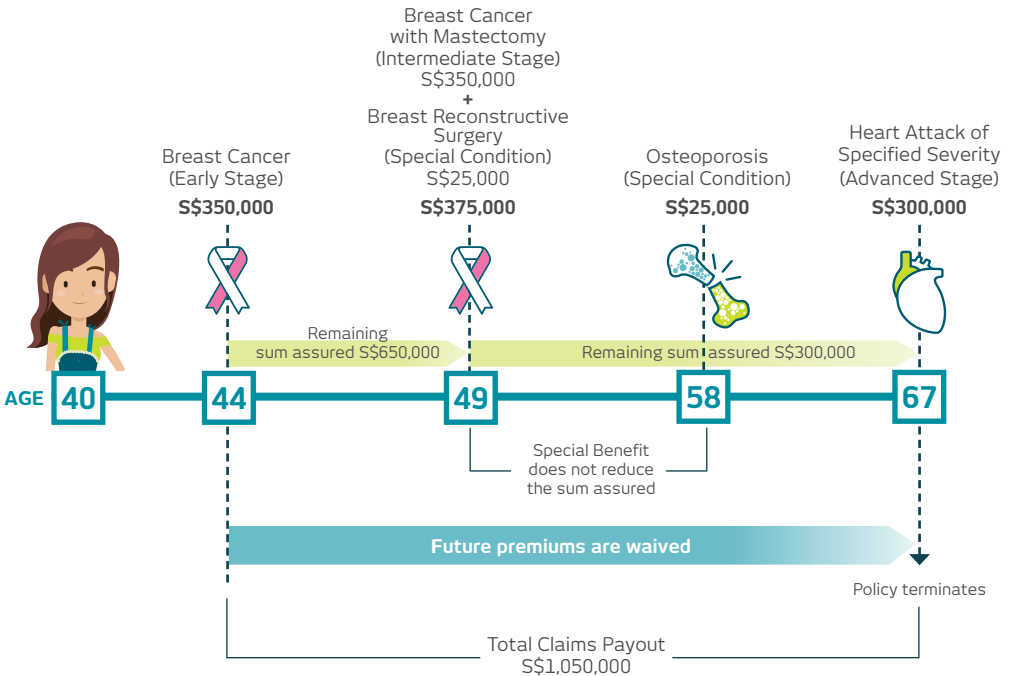 Breast Cancer
with Mastectomy
(Intermediate Stage)
S$350,000
+
Breast Reconstructive
Surgery
(Special Condition)
S$25,000
S$375,000
Breast Cancer
(Early Stage)
S$350,000
Osteoporosis
(Special Condition)
S$25,000
Heart Attack of
Specified Severity
(Advanced Stage)
S$300,000
Remaining
sum assured S$650,000
Remaining sum assured S$300,000
AGE 40 44 49 58 67
Special Benefit
does not reduce
the sum assured
Future premiums are waived
Policy terminates
Total Claims Payout
S$1,050,000